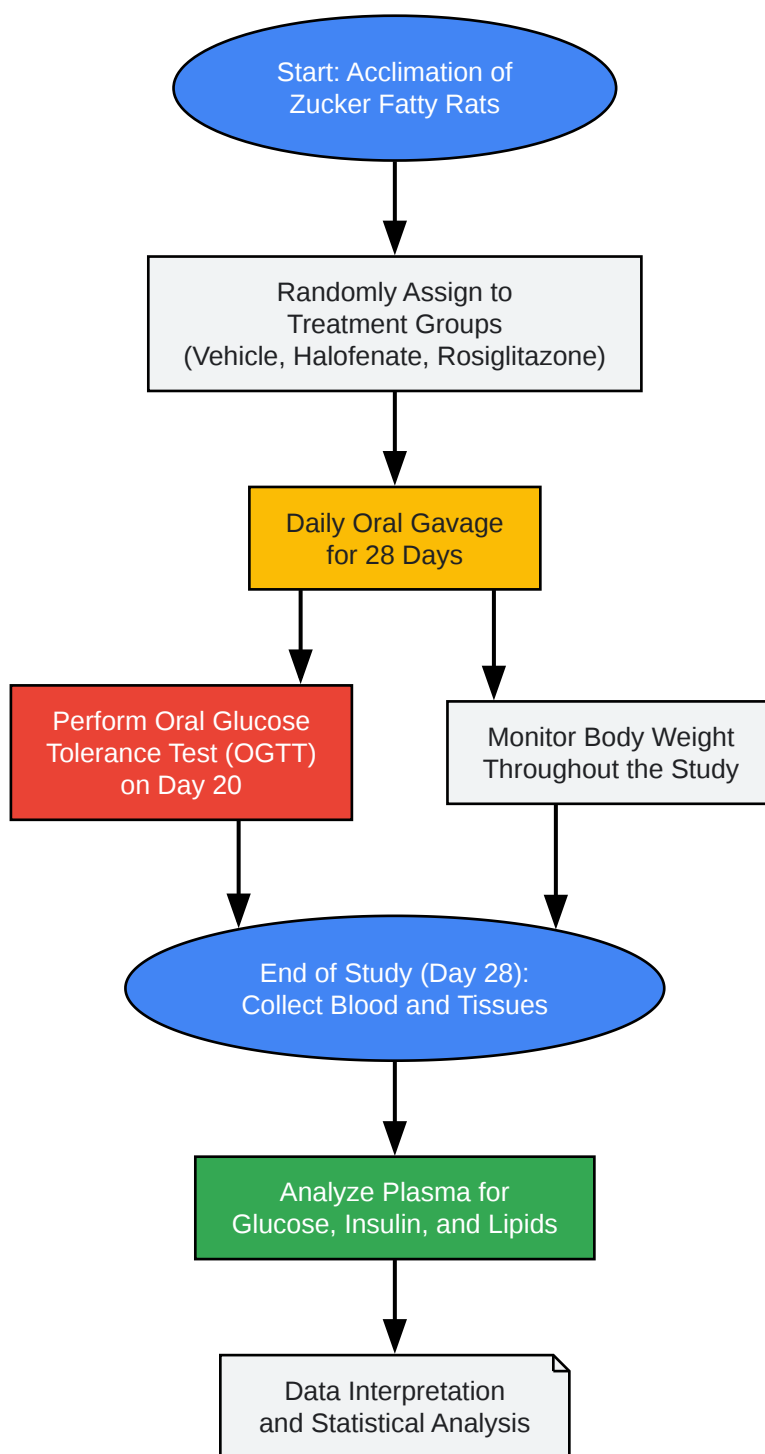 Start: Acclimation of
Zucker Fatty Rats
Randomly Assign to
Treatment Groups
(Vehicle, Halofenate, Rosiglitazone)
Daily Oral Gavage
for 28 Days
Perform Oral Glucose
Tolerance Test (OGTT)
on Day 20
Monitor Body Weight
Throughout the Study
End of Study (Day 28):
Collect Blood and Tissues
Analyze Plasma for
Glucose, Insulin, and Lipids
Data Interpretation
and Statistical Analysis